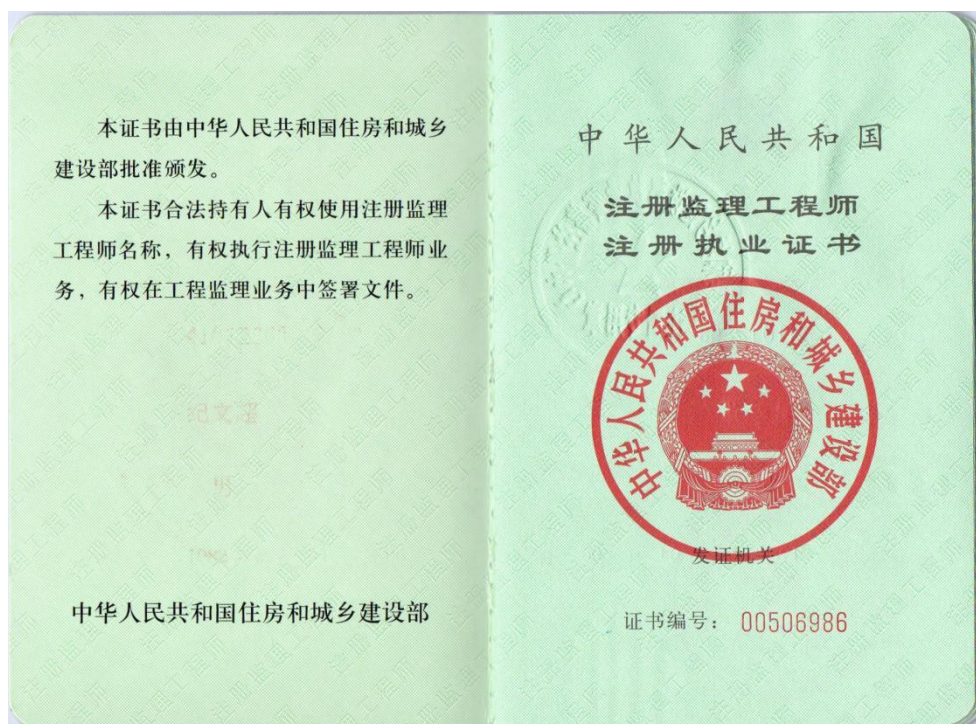 本证书由中华人民共和国住房和城乡
建设部批准颁发。
本证书合法持有人有权使用注册监理
工程师名称，有权执行注册监理工程师业
务，有权在工程监理业务中签署文件。
中华人民共和国住房和城乡建设部
中华人民共和国
注册监理工程师
注册执业证书
中华人民共和国住房和城乡建设部
发证机关
证书编号：00506986